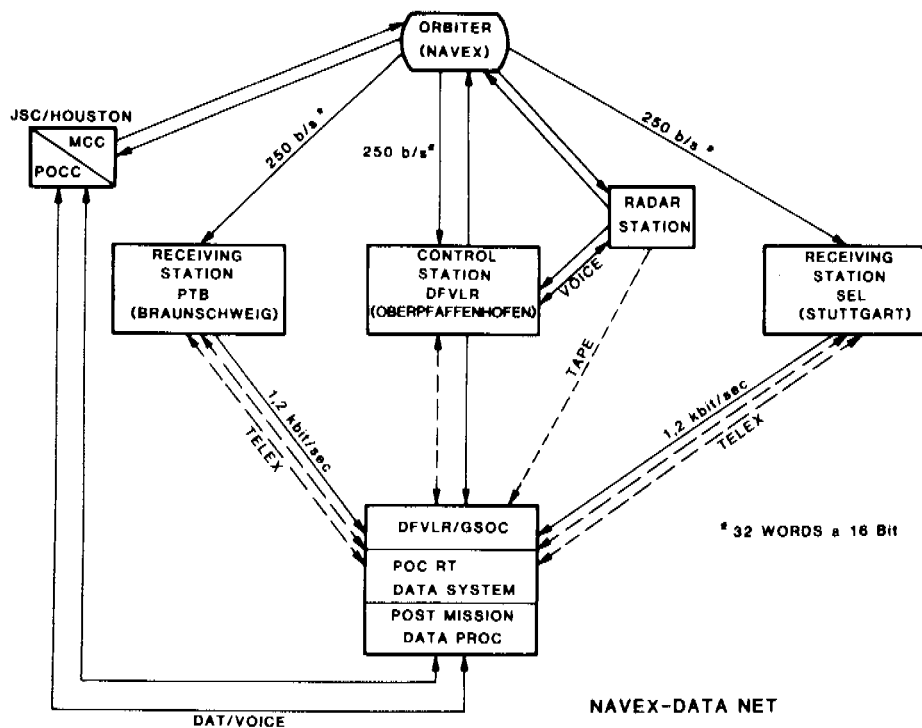 ORBITER
(NAVEX)
JSC/HOUSTON
MCC
POCC
250 b/s*
250 b/s*
250 b/s*
RADAR
STATION
RECEIVING
STATION
PTB
(BRAUNSCHWEIG)
CONTROL
STATION
DFVLR
(OBERPFAFFENHOFEN)
VOICE
RECEIVING
STATION
SEL
(STUTTGART)
TAPE
1,2 kbit/sec
TELEX
1,2 kbit/sec
TELEX
DFVLR/GSOC
POC RT
DATA SYSTEM
POST MISSION
DATA PROC
* 32 WORDS a 16 Bit
DAT/VOICE
NAVEX-DATA NET